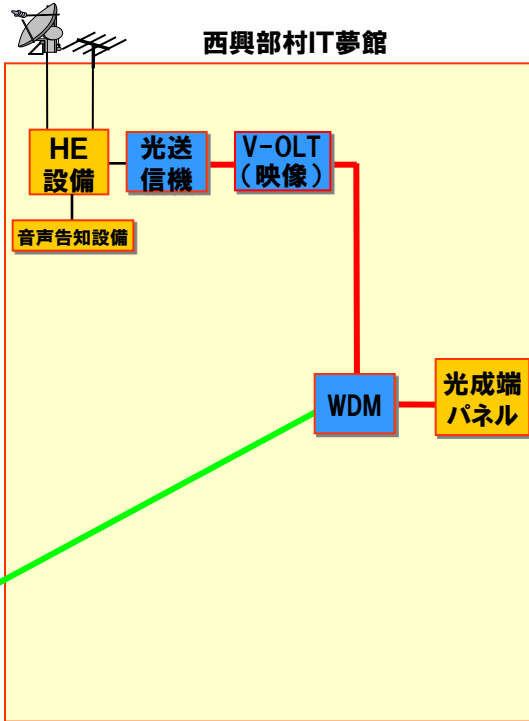 西興部村IT夢館
HE
設備
光送
信機
V-OLT
（映像）
音声告知設備
WDM
光成端
パネル